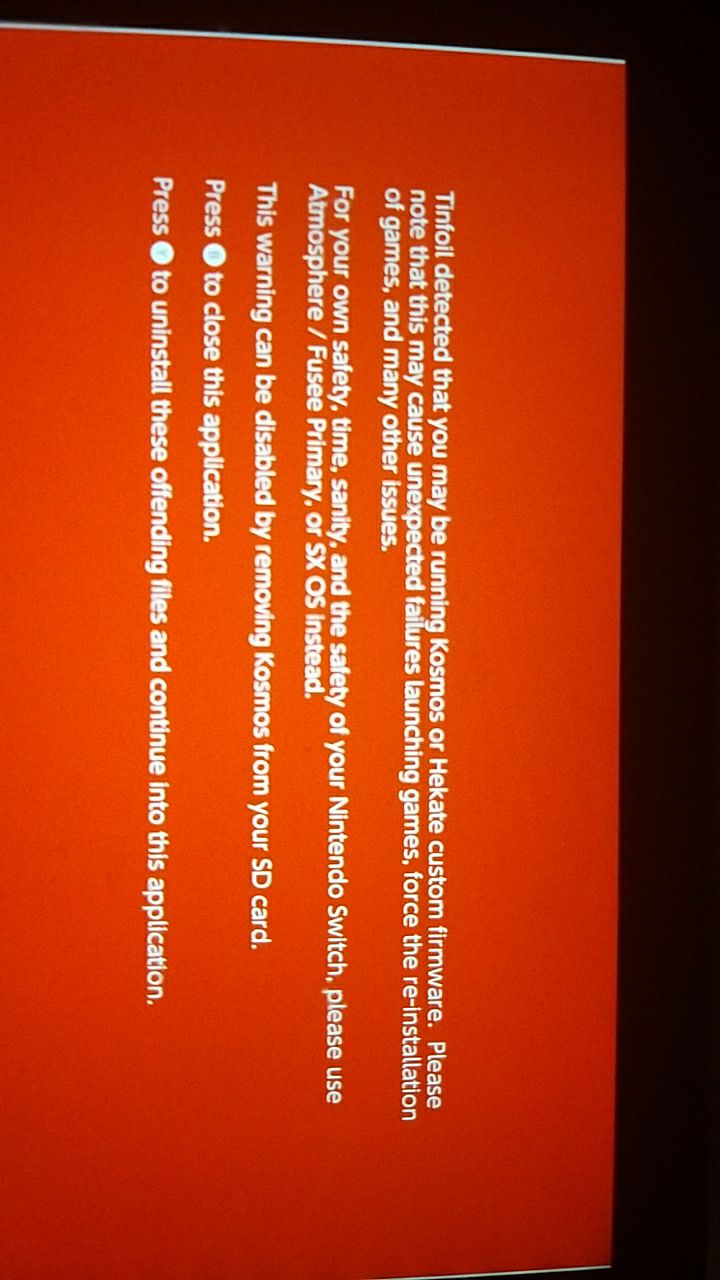 Tinfoil detected that you may be running Kosmos or Hekate custom firmware. Please
note that this may cause unexpected failures launching games, force the re-installation
of games, and many other issues.
For your own safety, time, sanity, and the safety of your Nintendo Switch, please use
Atmosphere / Fusee Primary, or SX OS instead.
This warning can be disabled by removing Kosmos from your SD card.
Press B to close this application.
Press Y to uninstall these offending files and continue into this application.